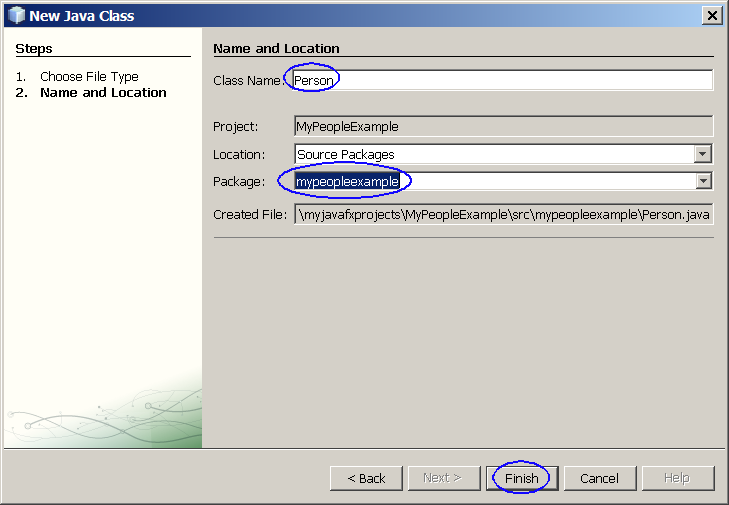 New Java Class
Steps
1. Choose File Type
2. Name and Location
Name and Location
Class Name: Person
Project: MyPeopleExample
Location: Source Packages
Package: mypeopleexample
Created File: \myjavafxprojects\MyPeopleExample\src\mypeopleexample\Person.java
< Back Next > Finish Cancel Help